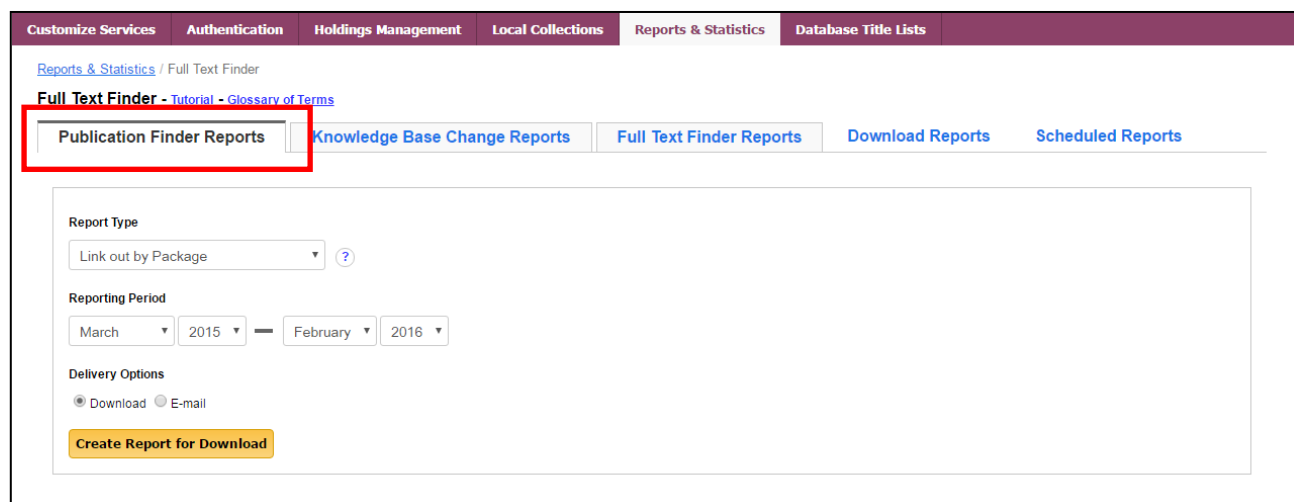 Customize Services Authentication Holdings Management Local Collections Reports & Statistics Database Title Lists
Reports & Statistics / Full Text Finder
Full Text Finder - Tutorial - Glossary of Terms
Publication Finder Reports Knowledge Base Change Reports Full Text Finder Reports Download Reports Scheduled Reports
Report Type
Link out by Package ?
Reporting Period
March 2015 — February 2016
Delivery Options
Download E-mail
Create Report for Download